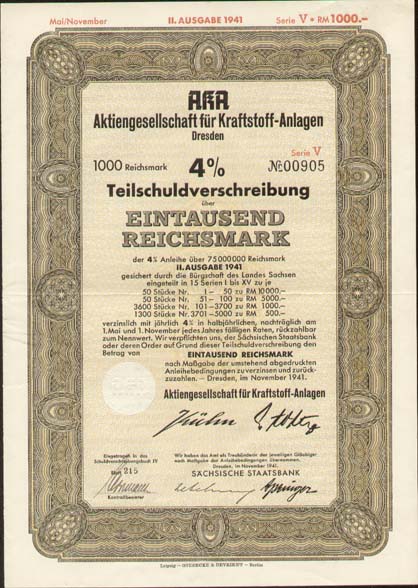 Mai/November II. AUSGABE 1941 Serie V • RM 1000.–
AKA
Aktiengesellschaft für Kraftstoff-Anlagen
Dresden
Serie V
1000 Reichsmark 4% № 00905
Teilschuldverschreibung
über
EINTAUSEND
REICHSMARK
der 4% Anleihe über 75 000 000 Reichsmark
II. AUSGABE 1941
gesichert durch die Bürgschaft des Landes Sachsen
eingeteilt in 15 Serien I bis XV zu je
50 Stücke Nr. 1 — 50 zu RM 10000.—
50 Stücke Nr. 51 — 100 zu RM 5000.—
3600 Stücke Nr. 101—3700 zu RM 1000.—
1300 Stücke Nr. 3701—5000 zu RM 500.—
verzinslich mit jährlich 4% in halbjährlichen, nachträglich am
1. Mai und 1. November jedes Jahres fälligen Raten, rückzahlbar
zum Nennwert. Wir verpflichten uns, der Sächsischen Staatsbank
oder deren Order auf Grund dieser Teilschuldverschreibung den
Betrag von EINTAUSEND REICHSMARK
nach Maßgabe der umstehend abgedruckten
Anleihebedingungen zu verzinsen und zurück-
zuzahlen. — Dresden, im November 1941.
Aktiengesellschaft für Kraftstoff-Anlagen
Eingetragen in das
Schuldverschreibungsbuch IV
Blatt 215
Kontrollbeamter
Wir haben das Amt als Treuhänderin der jeweiligen Gläubiger
nach Maßgabe der Anleihebedingungen übernommen.
Dresden, im November 1941.
SÄCHSISCHE STAATSBANK
Leipzig — GIESECKE & DEVRIENT — Berlin